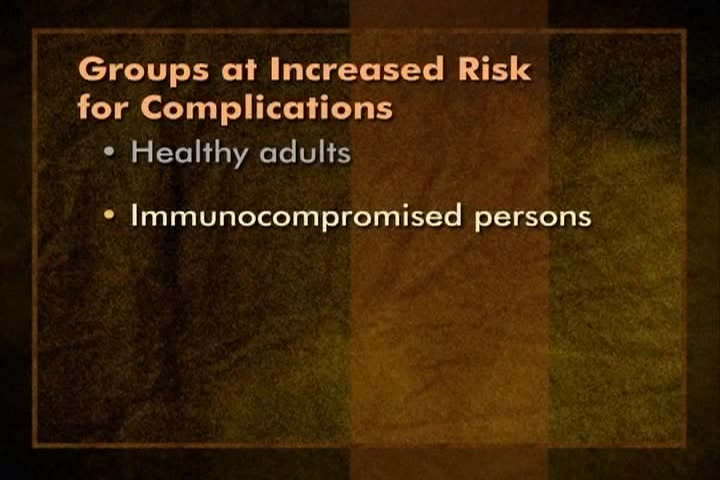 Groups at Increased Risk
for Complications
• Healthy adults
• Immunocompromised persons